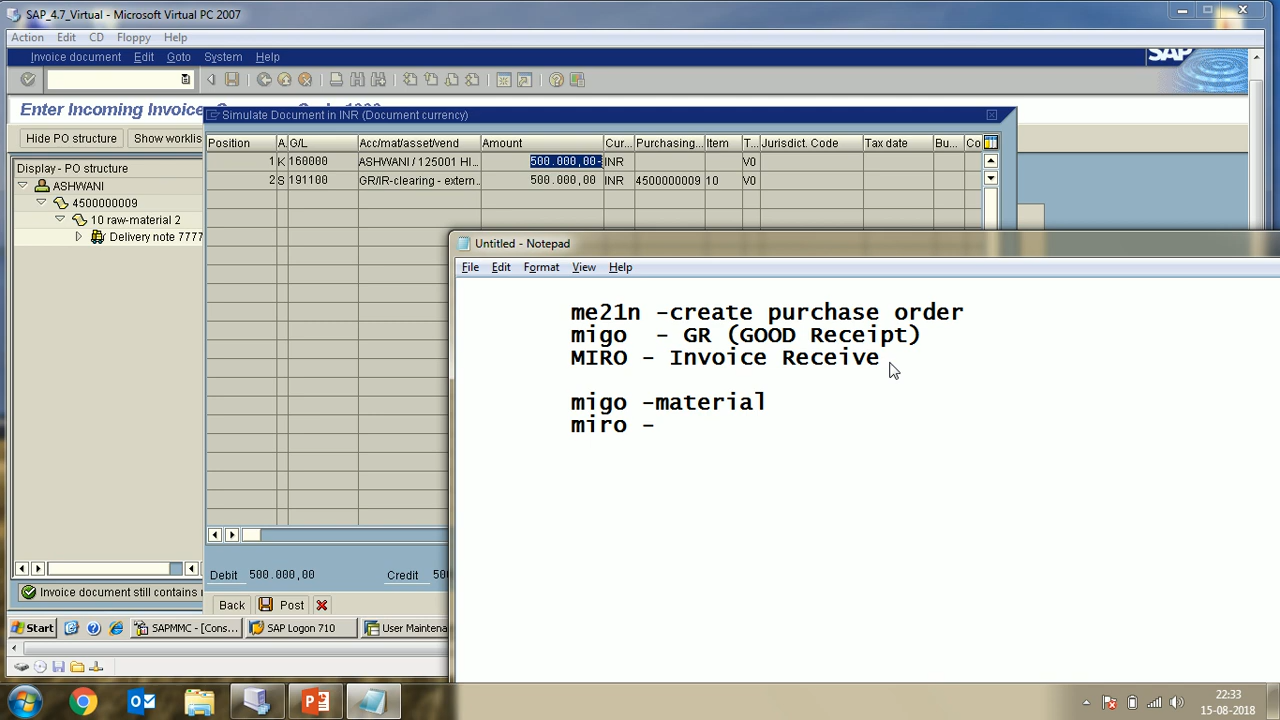 SAP_4.7_Virtual - Microsoft Virtual PC 2007
Action Edit CD Floppy Help
Invoice document Edit Goto System Help
SAP
Enter Incoming Invoice
Hide PO structure Show worklis
Display - PO structure
ASHWANI
4500000009
10 raw-material 2
Delivery note 7777
Simulate Document in INR (Document currency)
Position A G/L Acc/mat/asset/vend Amount Cur... Purchasing... Item T... Jurisdict. Code Tax date Bu... Co
1 K 160000 ASHWANI / 125001 HI... 500.000,00- INR V0
2 S 191100 GR/IR-clearing - extern... 500.000,00 INR 4500000009 10 V0
Debit 500.000,00 Credit
Back Post
Invoice document still contains
Untitled - Notepad
File Edit Format View Help
me21n -create purchase order
migo - GR (GOOD Receipt)
MIRO - Invoice Receive
migo -material
miro -
Start SAPMMC - [Cons... SAP Logon 710 User Maintena
22:33
15-08-2018